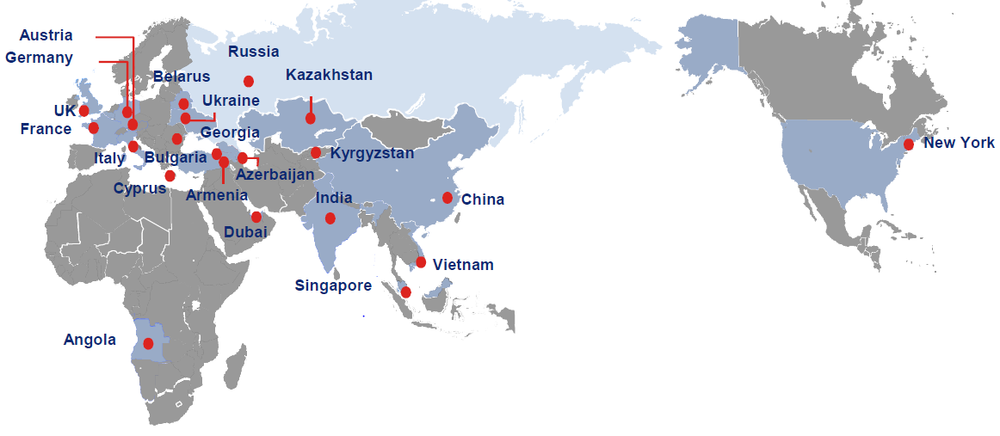 Austria
Germany
Russia
Kazakhstan
Belarus
Ukraine
UK
France
Georgia
Italy
Bulgaria
Kyrgyzstan
Azerbaijan
Cyprus
Armenia
India
China
Dubai
Vietnam
Singapore
Angola
New York